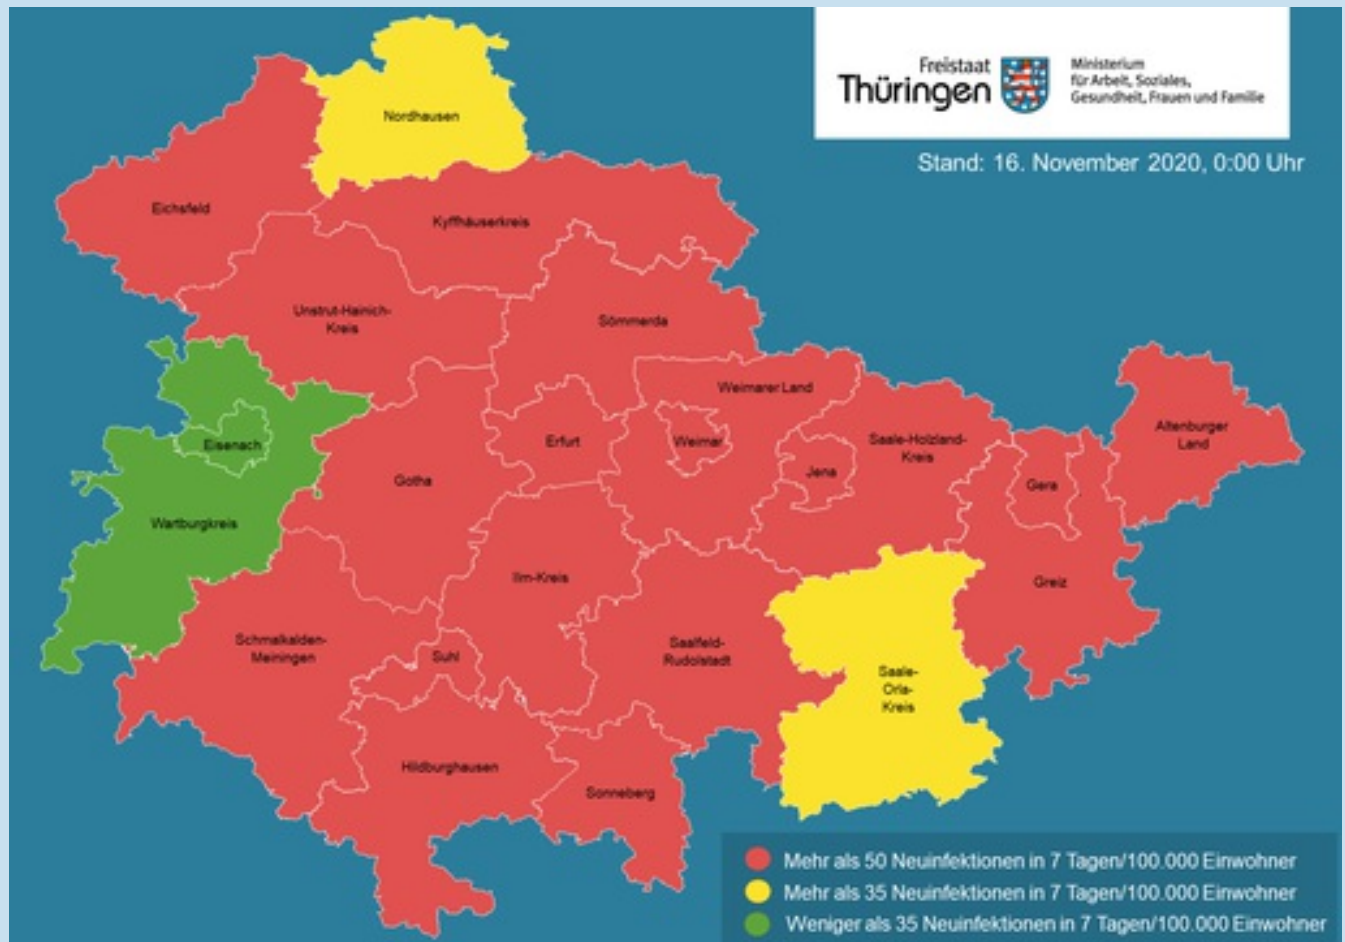 Freistaat
Thüringen
Ministerium
für Arbeit, Soziales,
Gesundheit, Frauen und Familie
Stand: 16. November 2020, 0:00 Uhr
Nordhausen
Eichsfeld
Kyffhäuserkreis
Unstrut-Hainich-
Kreis
Sömmerda
Weimarer Land
Altenburger
Land
Eisenach
Erfurt
Weimar
Saale-Holzland-
Kreis
Jena
Gotha
Gera
Wartburgkreis
Ilm-Kreis
Greiz
Schmalkalden-
Meiningen
Suhl
Saalfeld-
Rudolstadt
Saale-
Orla-
Kreis
Hildburghausen
Sonneberg
Mehr als 50 Neuinfektionen in 7 Tagen/100.000 Einwohner
Mehr als 35 Neuinfektionen in 7 Tagen/100.000 Einwohner
Weniger als 35 Neuinfektionen in 7 Tagen/100.000 Einwohner